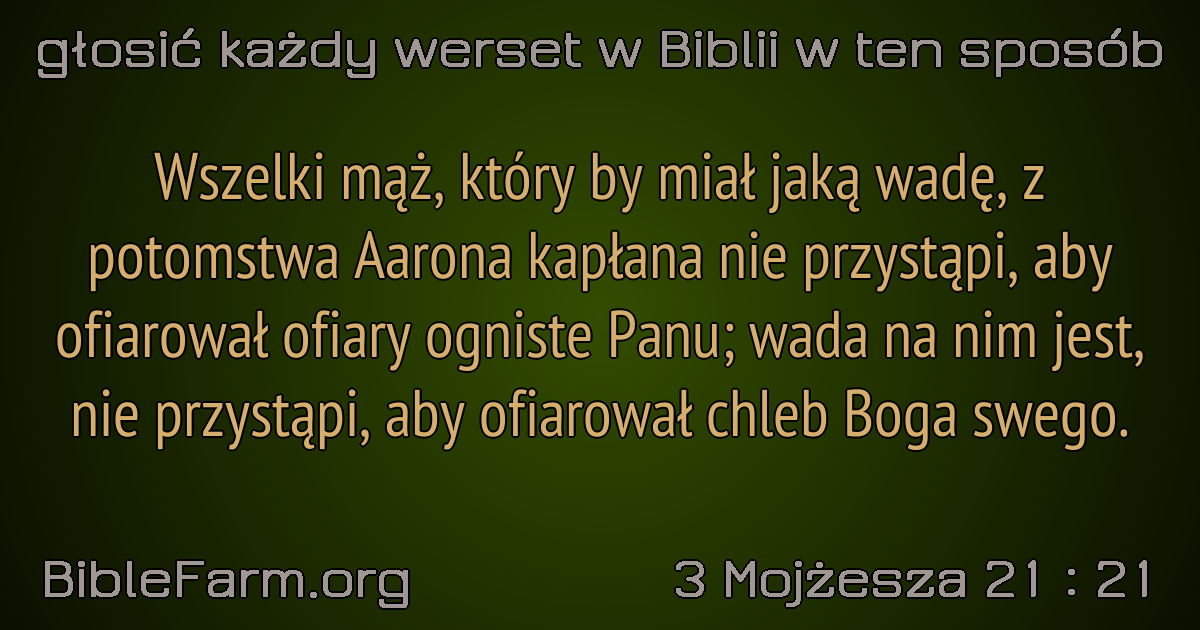 głosić każdy werset w Biblii w ten sposób
Wszelki mąż, który by miał jaką wadę, z
potomstwa Aarona kapłana nie przystąpi, aby
ofiarował ofiary ogniste Panu; wada na nim jest,
nie przystąpi, aby ofiarował chleb Boga swego.
BibleFarm.org
3 Mojżesza 21 : 21